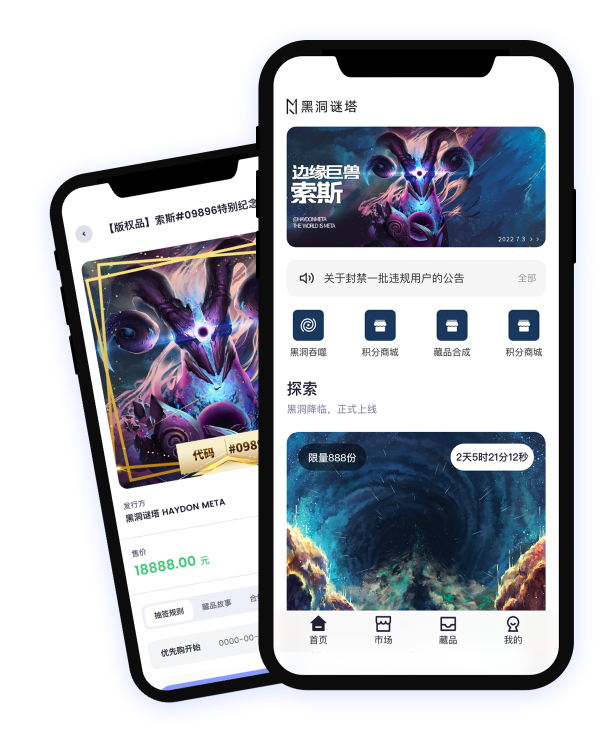 黑洞谜塔
边缘巨兽
索斯
@HAYDONMETA
THE WORLD IS META
2022.7.3 > >
关于封禁一批违规用户的公告
全部
黑洞吞噬
积分商城
藏品合成
积分商城
探索
黑洞降临，正式上线
限量888份
2天5时21分12秒
首页
市场
藏品
我的
【版权品】索斯#09896特别纪念
代码
#098
发行方
黑洞谜塔 HAYDON META
售价
18888.00 元
抽签规则
藏品故事
合
优先购开始
0000-00-